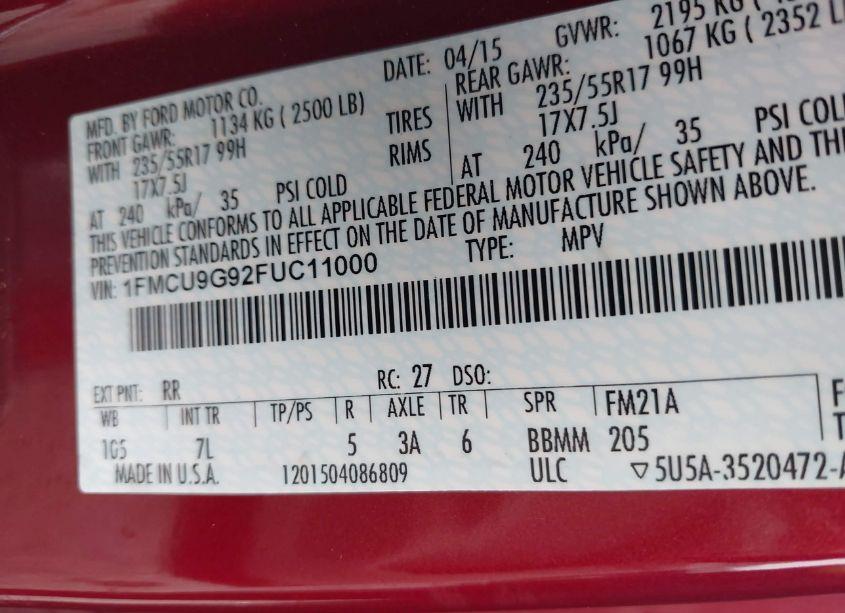 MFD. BY FORD MOTOR CO.
DATE: 04/15
GVWR: 2195 KG (
FRONT GAWR: 1134 KG ( 2500 LB)
REAR GAWR: 1067 KG ( 2352
WITH 235/55R17 99H
TIRES
WITH 235/55R17 99H
17X7.5J
RIMS
17X7.5J
AT 240 kPa/ 35 PSI COLD
AT 240 kPa/ 35 PSI COLD
THIS VEHICLE CONFORMS TO ALL APPLICABLE FEDERAL MOTOR VEHICLE SAFETY AND
PREVENTION STANDARDS IN EFFECT ON THE DATE OF MANUFACTURE SHOWN ABOVE.
VIN: 1FMCU9G92FUC11000
TYPE: MPV
EXT PNT: RR RC: 27 DSO:
WB INT TR TP/PS R AXLE TR SPR FM21A
105 7L 5 3A 6 BBMM 205
MADE IN U.S.A. 1201504086809 ULC ▽5U5A-3520472-